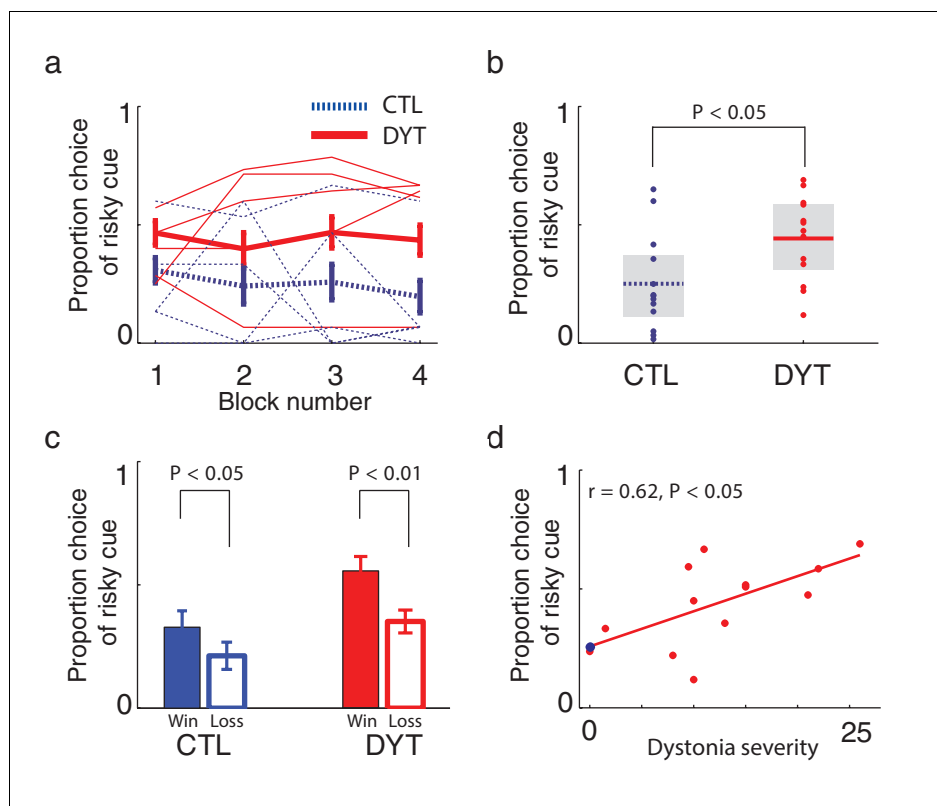 a
Proportion choice
of risky cue
1
0
CTL
DYT
1 2 3 4
Block number
b
Proportion choice
of risky cue
1
0
P < 0.05
CTL DYT
c
Proportion choice
of risky cue
1
0
P < 0.05
P < 0.01
Win Loss Win Loss
CTL DYT
d
Proportion choice
of risky cue
1
0
r = 0.62, P < 0.05
0 25
Dystonia severity